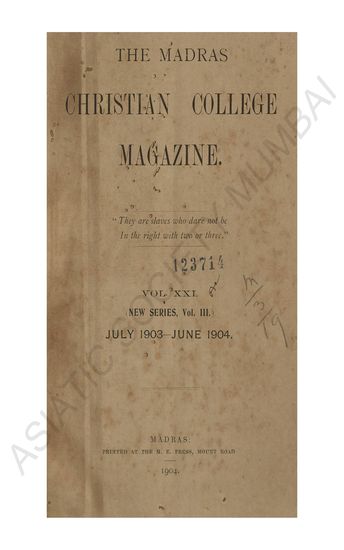 THE MADRAS
CHRISTIAN COLLEGE
MAGAZINE.
"They are slaves who dare not be
In the right with two or three."
123714
VOL. XXI.
(NEW SERIES, Vol. III.)
JULY 1903—JUNE 1904.
MADRAS:
PRINTED AT THE M. E. PRESS, MOUNT ROAD
1904.
ASIATIC SOCIETY MUMBAI